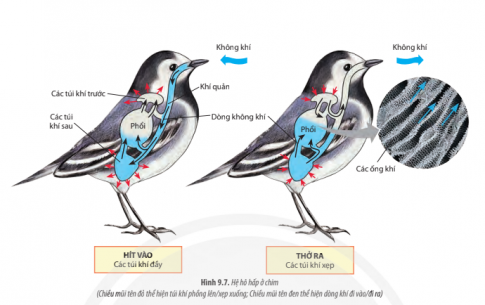 Không khí
Không khí
Các túi khí trước
Khí quản
Các túi
khí sau
Phổi
Dòng không khí
Phổi
Các ống khí
HÍT VÀO
Các túi khí đầy
THỞ RA
Các túi khí xẹp
Hình 9.7. Hệ hô hấp ở chim
(Chiều mũi tên đỏ thể hiện túi khí phồng lên/xẹp xuống; Chiều mũi tên đen thể hiện dòng khí đi vào/đi ra)